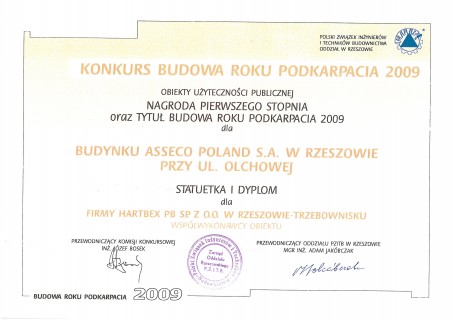 POLSKI ZWIĄZEK INŻYNIERÓW
I TECHNIKÓW BUDOWNICTWA
ODDZIAŁ W RZESZOWIE
KONKURS BUDOWA ROKU PODKARPACIA 2009
OBIEKTY UŻYTECZNOŚCI PUBLICZNEJ
NAGRODA PIERWSZEGO STOPNIA
oraz TYTUŁ BUDOWA ROKU PODKARPACIA 2009
dla
BUDYNKU ASSECO POLAND S.A. W RZESZOWIE
PRZY UL. OLCHOWEJ
STATUETKA I DYPLOM
dla
FIRMY HARTBEX PB SP Z O.O. W RZESZOWIE-TRZEBOWNISKU
WSPÓŁWYKONAWCY OBIEKTU
PRZEWODNICZĄCY KOMISJI KONKURSOWEJ
INŻ. JÓZEF BOSEK
Zarząd
Oddziału
Rzeszowskiego
P.Z.I.T.B.
PRZEWODNICZĄCY ODDZIAŁU PZITB W RZESZOWIE
MGR INŻ. ADAM JAKÓBCZAK
BUDOWA ROKU PODKARPACIA 2009